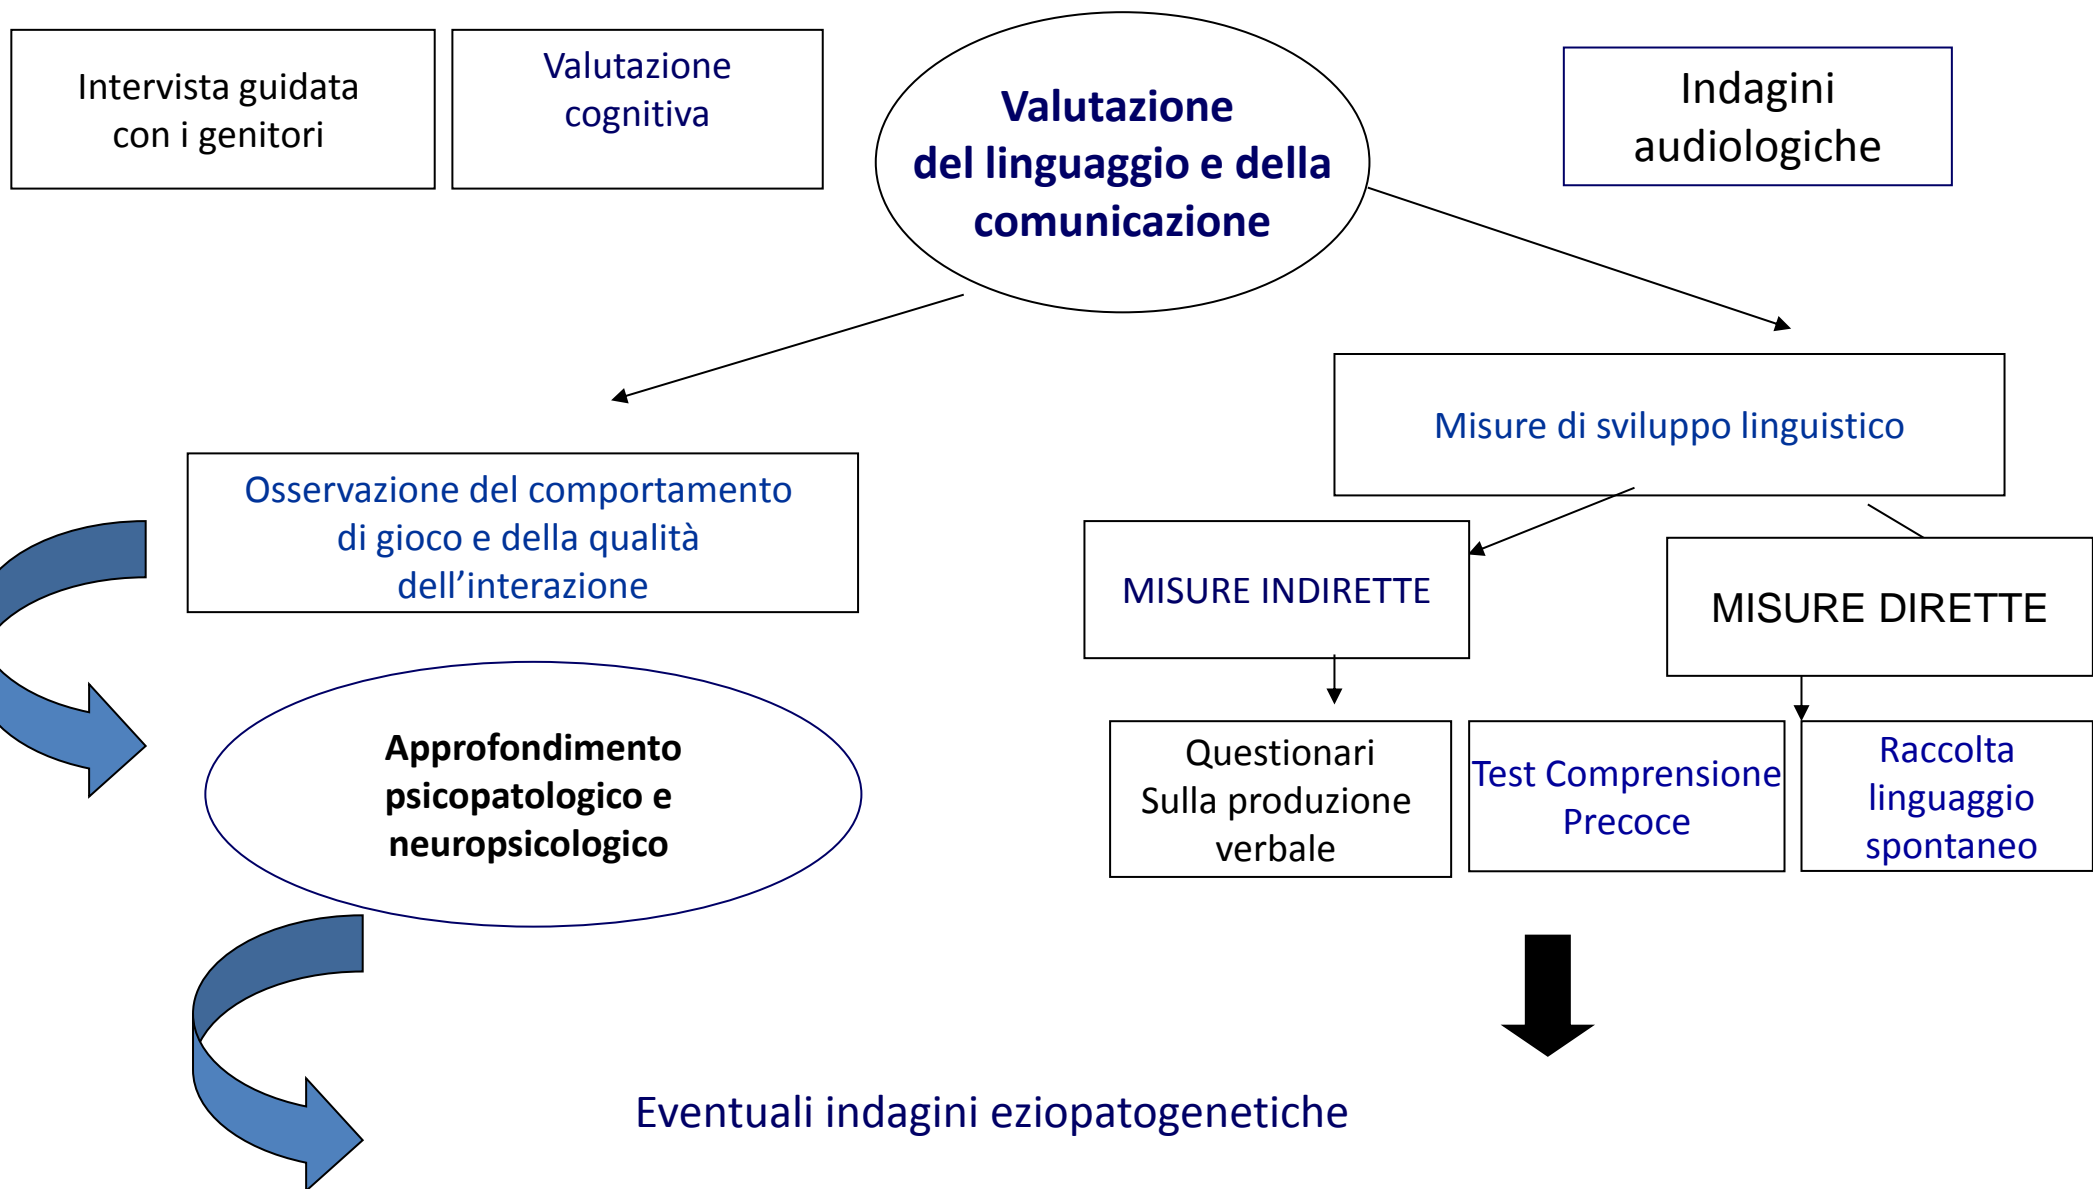 Intervista guidata
con i genitori
Valutazione
cognitiva
Valutazione
del linguaggio e della
comunicazione
Indagini
audiologiche
Misure di sviluppo linguistico
Osservazione del comportamento
di gioco e della qualità
dell’interazione
MISURE INDIRETTE
MISURE DIRETTE
Approfondimento
psicopatologico e
neuropsicologico
Questionari
Sulla produzione
verbale
Test Comprensione
Precoce
Raccolta
linguaggio
spontaneo
Eventuali indagini eziopatogenetiche